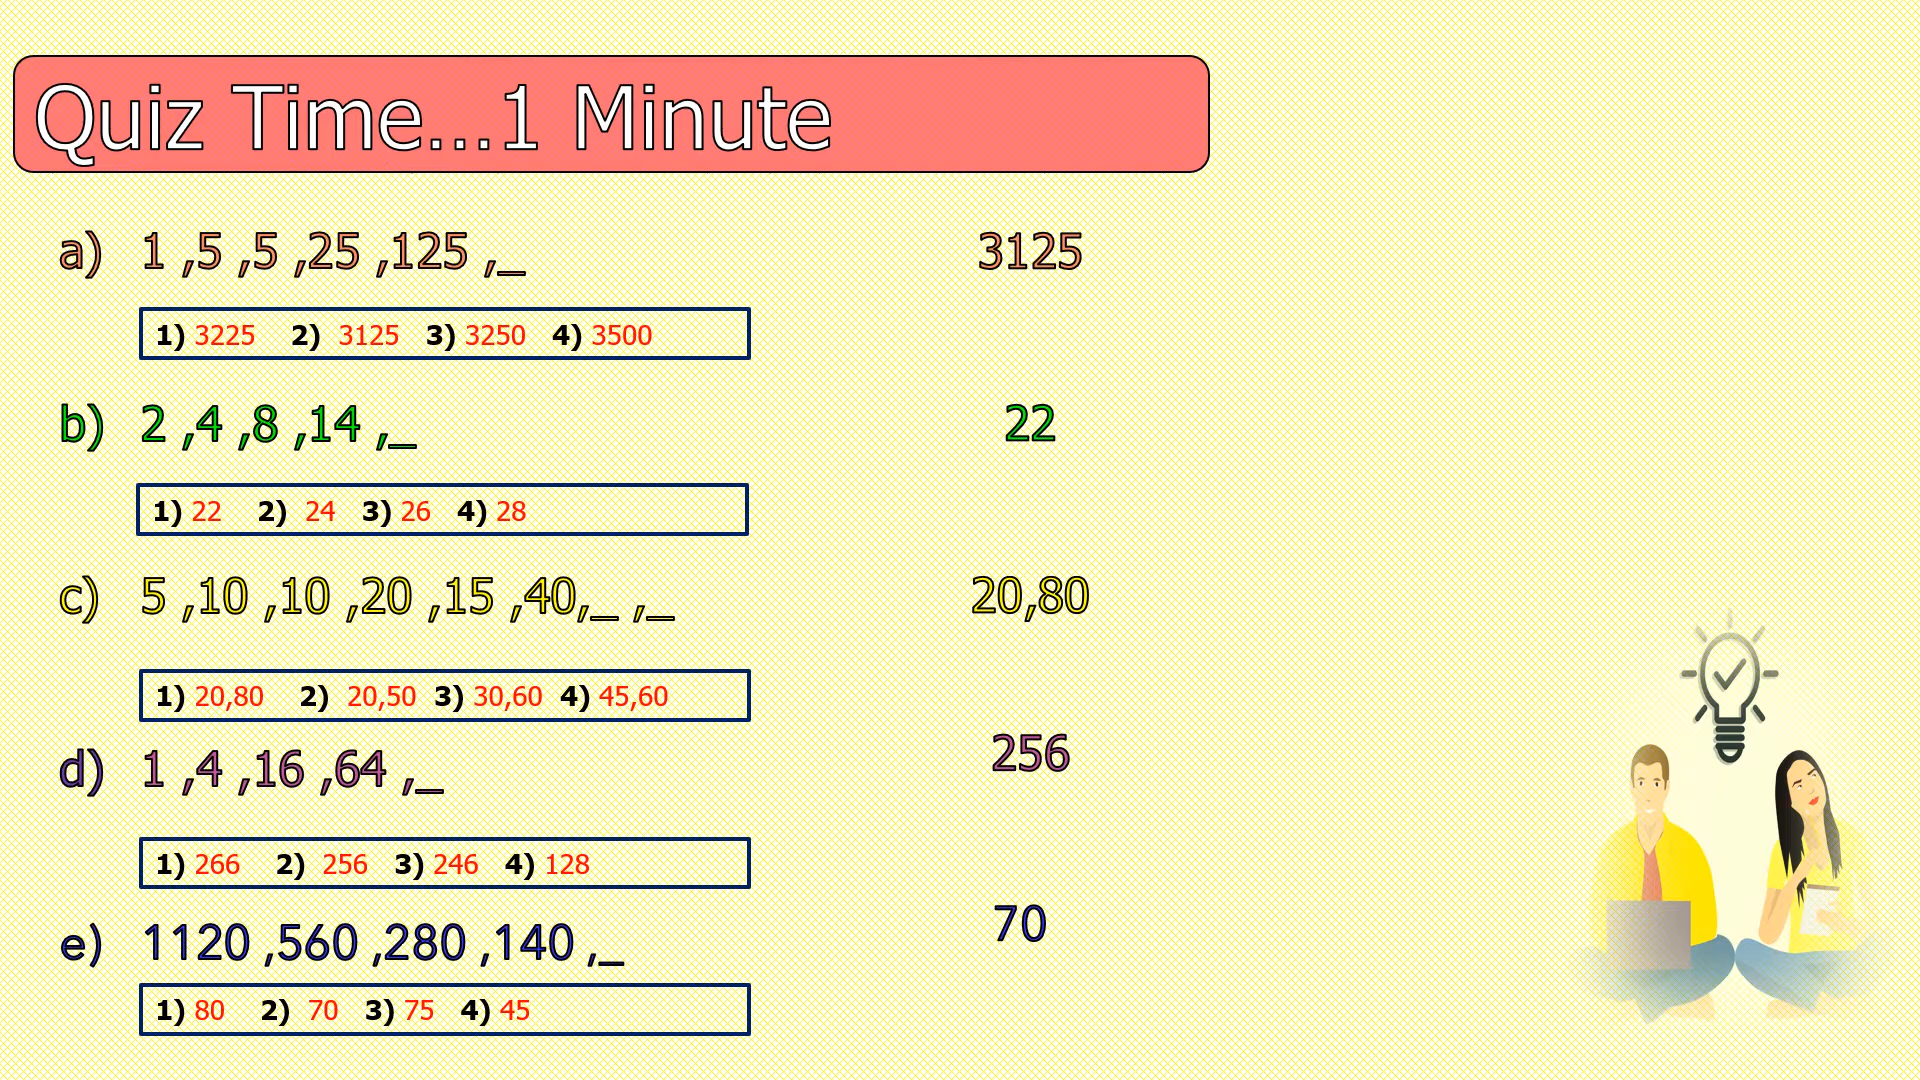 Quiz Time...1 Minute
a) 1 ,5 ,5 ,25 ,125 ,_ 3125
1) 3225 2) 3125 3) 3250 4) 3500
b) 2 ,4 ,8 ,14 ,_ 22
1) 22 2) 24 3) 26 4) 28
c) 5 ,10 ,10 ,20 ,15 ,40,_ ,_ 20,80
1) 20,80 2) 20,50 3) 30,60 4) 45,60
d) 1 ,4 ,16 ,64 ,_ 256
1) 266 2) 256 3) 246 4) 128
e) 1120 ,560 ,280 ,140 ,_ 70
1) 80 2) 70 3) 75 4) 45